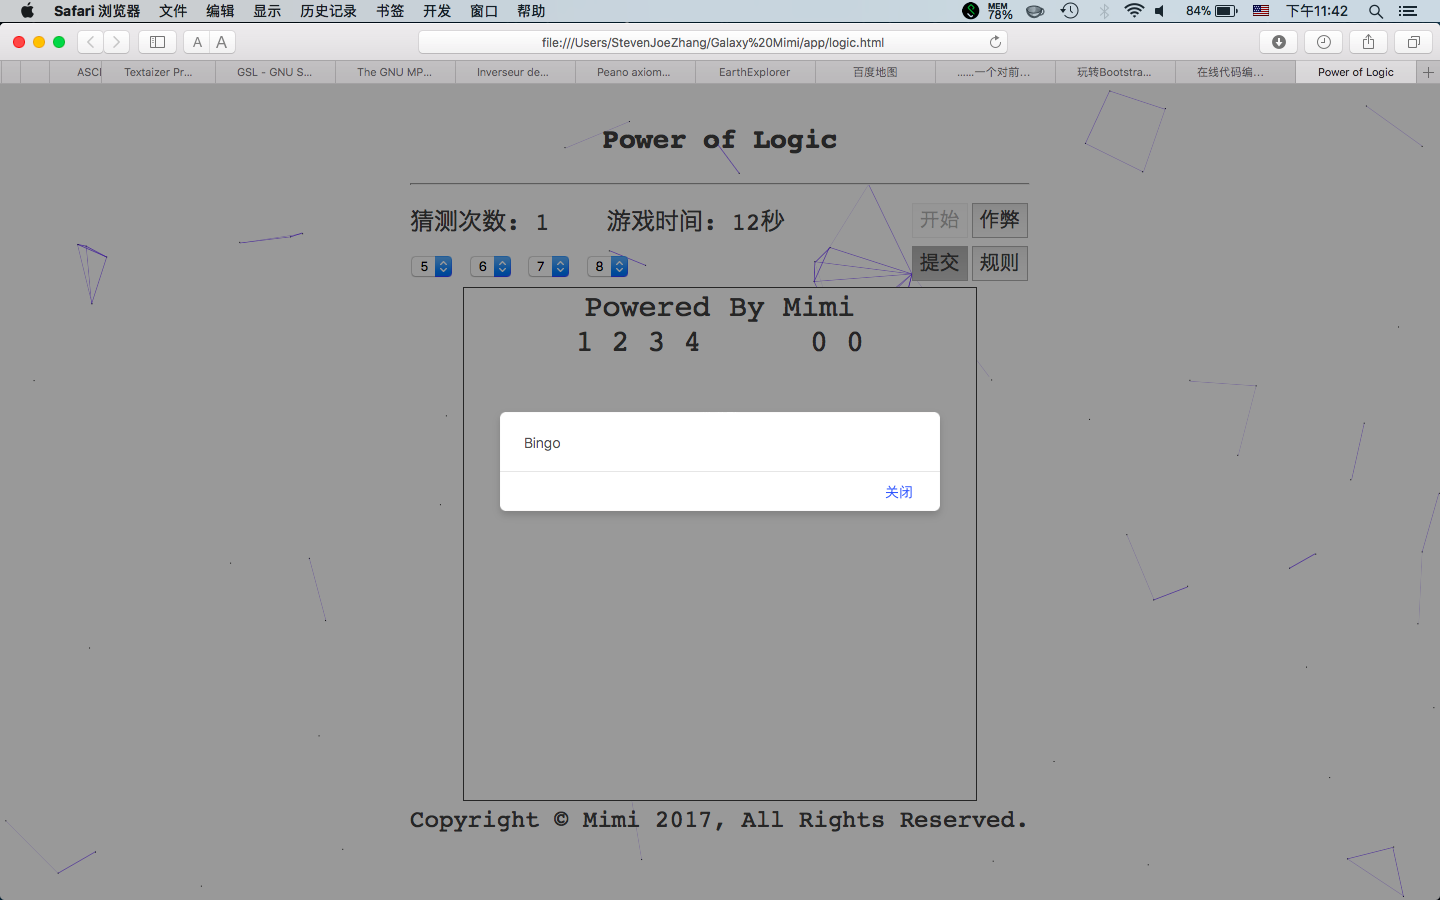 Safari 浏览器 文件 编辑 显示 历史记录 书签 开发 窗口 帮助 MEM 78% 84% 下午11:42
A A file:///Users/StevenJoeZhang/Galaxy%20Mimi/app/logic.html
ASCI Textaizer Pr... GSL - GNU S... The GNU MP... Inverseur de... Peano axiom... EarthExplorer 百度地图 ……一个对前... 玩转Bootstra... 在线代码编... Power of Logic
Power of Logic
猜测次数：1 游戏时间：12秒 开始 作弊
5 6 7 8 提交 规则
Powered By Mimi
1 2 3 4 0 0
Bingo
关闭
Copyright © Mimi 2017, All Rights Reserved.